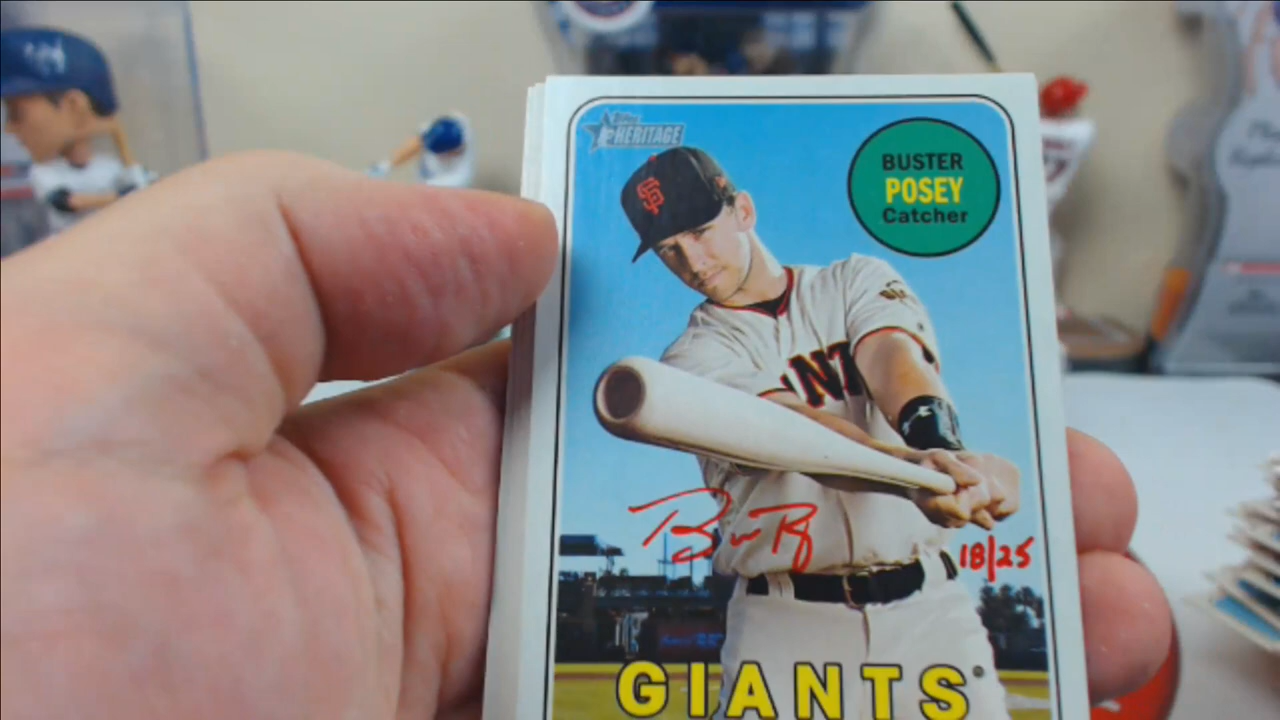 Topps HERITAGE
BUSTER
POSEY
Catcher
SF
18/25
GIANTS